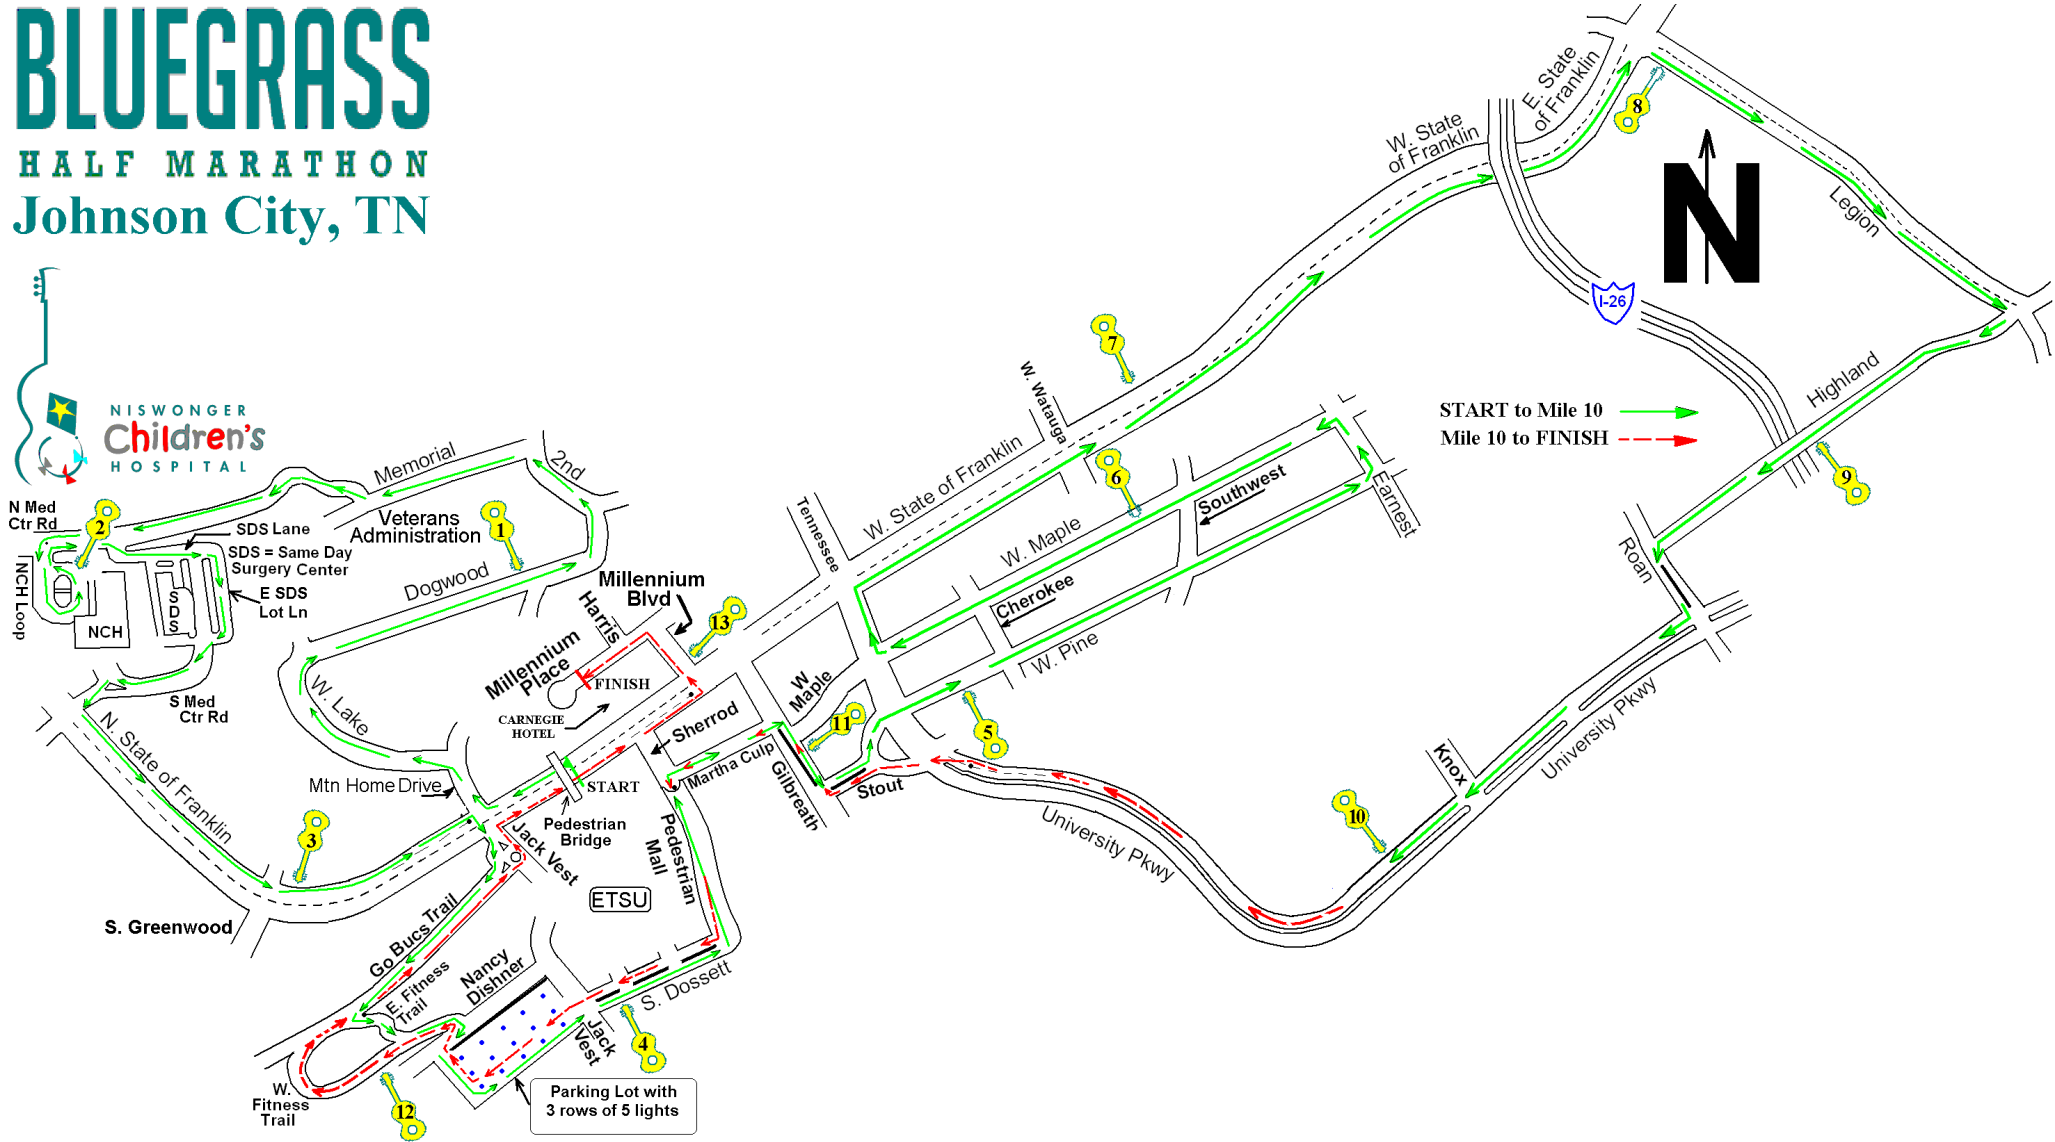 BLUEGRASS
HALF MARATHON
Johnson City, TN
NISWONGER
Children's
HOSPITAL
N Med
Ctr Rd
2
SDS Lane
SDS = Same Day
Surgery Center
E SDS
Lot Ln
NCH Loop
NCH
SDS
S Med
Ctr Rd
Memorial
2nd
Veterans
Administration
1
Dogwood
W. Lake
Mtn Home Drive
N. State of Franklin
3
S. Greenwood
Harris
Millennium
Blvd
Millennium
Place
13
FINISH
CARNEGIE
HOTEL
START
Pedestrian
Bridge
Jack Vest
Sherrod
Martha Culp
Pedestrian
Mall
ETSU
Go Bucs Trail
E. Fitness
Trail
Nancy
Dishner
S. Dossett
Jack
Vest
4
Parking Lot with
3 rows of 5 lights
W.
Fitness
Trail
12
Tennessee
W. State of Franklin
W. Watauga
7
6
W. Maple
Southwest
Cherokee
Earnest
W. Pine
W
Maple
11
Gilbreath
Stout
5
University Pkwy
10
Knox
University Pkwy
Roan
9
Highland
START to Mile 10
Mile 10 to FINISH
I-26
N
Legion
8
E. State
of Franklin
W. State
of Franklin